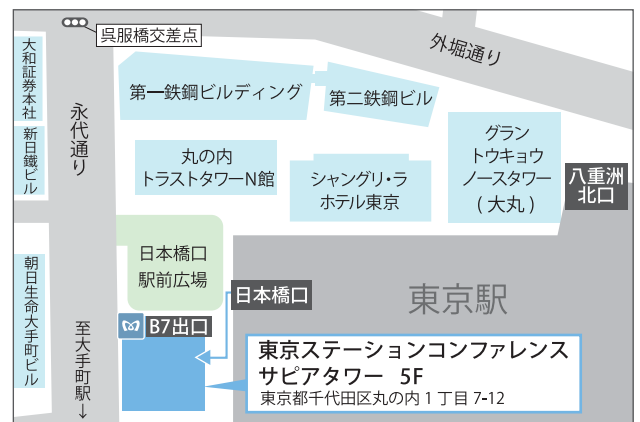 呉服橋交差点
外堀通り
大和証券本社
永代通り
第一鉄鋼ビルディング
第二鉄鋼ビル
新日鐵ビル
丸の内
トラストタワーN館
シャングリ・ラ
ホテル東京
グラン
トウキョウ
ノースタワー
(大丸)
八重洲
北口
日本橋口
駅前広場
朝日生命大手町ビル
日本橋口
東京駅
B7出口
至大手町駅→
東京ステーションコンファレンス
サピアタワー 5F
東京都千代田区丸の内1丁目7-12